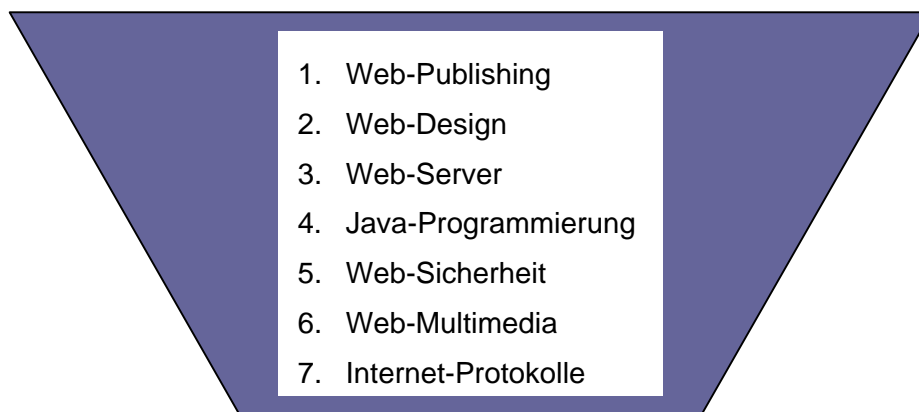 1. Web-Publishing
2. Web-Design
3. Web-Server
4. Java-Programmierung
5. Web-Sicherheit
6. Web-Multimedia
7. Internet-Protokolle